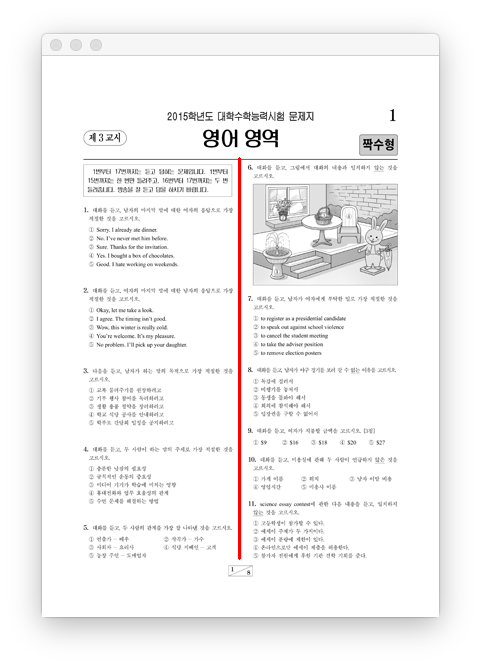 2015학년도 대학수학능력시험 문제지
1
제 3 교시
영어 영역
짝수형
1번부터 17번까지는 듣고 답하는 문제입니다. 1번부터
15번까지는 한 번만 들려주고, 16번부터 17번까지는 두 번
들려줍니다. 방송을 잘 듣고 답을 하시기 바랍니다.
1. 대화를 듣고, 남자의 마지막 말에 대한 여자의 응답으로 가장
적절한 것을 고르시오.
① Sorry. I already ate dinner.
② No. I've never met him before.
③ Sure. Thanks for the invitation.
④ Yes. I bought a box of chocolates.
⑤ Good. I hate working on weekends.
2. 대화를 듣고, 여자의 마지막 말에 대한 남자의 응답으로 가장
적절한 것을 고르시오.
① Okay, let me take a look.
② I agree. The timing isn't good.
③ Wow, this winter is really cold.
④ You're welcome. It's my pleasure.
⑤ No problem. I'll pick up your daughter.
3. 다음을 듣고, 남자가 하는 말의 목적으로 가장 적절한 것을
고르시오.
① 교복 물려주기를 권장하려고
② 기부 행사 참여를 독려하려고
③ 생활 용품 절약을 장려하려고
④ 학교 식당 공사를 안내하려고
⑤ 학부모 간담회 일정을 공지하려고
4. 대화를 듣고, 두 사람이 하는 말의 주제로 가장 적절한 것을
고르시오.
① 충분한 낮잠의 필요성
② 규칙적인 운동의 중요성
③ 미디어 기기가 학습에 미치는 영향
④ 휴대전화와 업무 효율성의 관계
⑤ 수면 문제를 해결하는 방법
5. 대화를 듣고, 두 사람의 관계를 가장 잘 나타낸 것을 고르시오.
① 연출가 - 배우 ② 작곡가 - 가수
③ 사회자 - 요리사 ④ 식당 지배인 - 고객
⑤ 농장 주인 - 도매업자
6. 대화를 듣고, 그림에서 대화의 내용과 일치하지 않는 것을
고르시오.
7. 대화를 듣고, 남자가 여자에게 부탁한 일로 가장 적절한 것을
고르시오.
① to register as a presidential candidate
② to speak out against school violence
③ to cancel the student meeting
④ to take the adviser position
⑤ to remove election posters
8. 대화를 듣고, 남자가 야구 경기를 보러 갈 수 없는 이유를 고르시오.
① 독감에 걸려서
② 비행기를 놓쳐서
③ 동생을 돌봐야 해서
④ 회의에 참석해야 해서
⑤ 입장권을 구할 수 없어서
9. 대화를 듣고, 여자가 지불할 금액을 고르시오. [3점]
① $9 ② $16 ③ $18 ④ $20 ⑤ $27
10. 대화를 듣고, 미용실에 관해 두 사람이 언급하지 않은 것을
고르시오.
① 가게 이름 ② 위치 ③ 남자 이발 비용
④ 영업시간 ⑤ 미용사 이름
11. science essay contest에 관한 다음 내용을 듣고, 일치하지
않는 것을 고르시오.
① 고등학생이 참가할 수 있다.
② 에세이 주제가 두 가지이다.
③ 에세이 분량에 제한이 있다.
④ 온라인으로만 에세이 제출을 허용한다.
⑤ 참가자 전원에게 후원 기관 견학 기회를 준다.
1
8